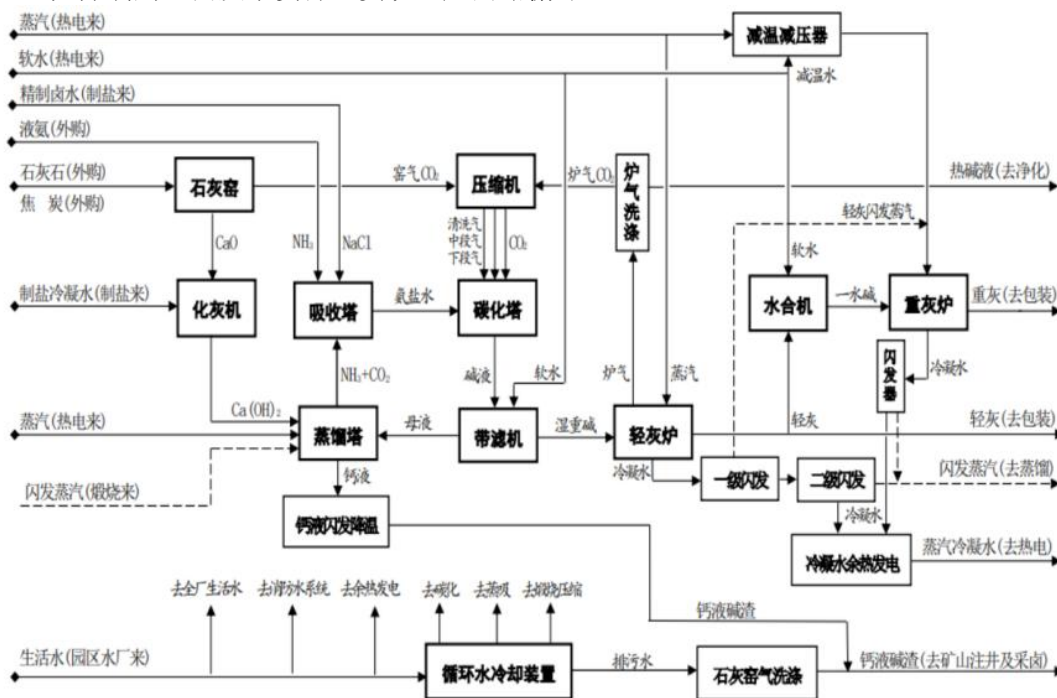 蒸汽(热电来)
减温减压器
软水(热电来)
减温水
精制卤水(制盐来)
液氨(外购)
石灰石(外购)
焦 炭(外购)
石灰窑
窑气CO₂
压缩机
炉气CO₂
炉气洗涤
热碱液(去净化)
轻灰闪发蒸汽
清洗气
中段气
下段气
CO₂
CaO
NH₃
NaCl
软水
制盐冷凝水(制盐来)
化灰机
吸收塔
氨盐水
碳化塔
水合机
一水碱
重灰炉
重灰(去包装)
闪发器
冷凝水
NH₃+CO₂
碱液
软水
炉气
蒸汽
Ca(OH)₂
蒸汽(热电来)
蒸馏塔
母液
带滤机
湿重碱
轻灰炉
轻灰
轻灰(去包装)
钙液
冷凝水
一级闪发
二级闪发
闪发蒸汽(去蒸馏)
闪发蒸汽(煅烧来)
钙液闪发降温
冷凝水
冷凝水余热发电
蒸汽冷凝水(去热电)
去全厂生活水
去消防水系统
去余热发电
去碳化
去蒸吸
去煅烧压缩
钙液碱渣
生活水(园区水厂来)
循环水冷却装置
排污水
石灰窑气洗涤
钙液碱渣(去矿山注井及采卤)